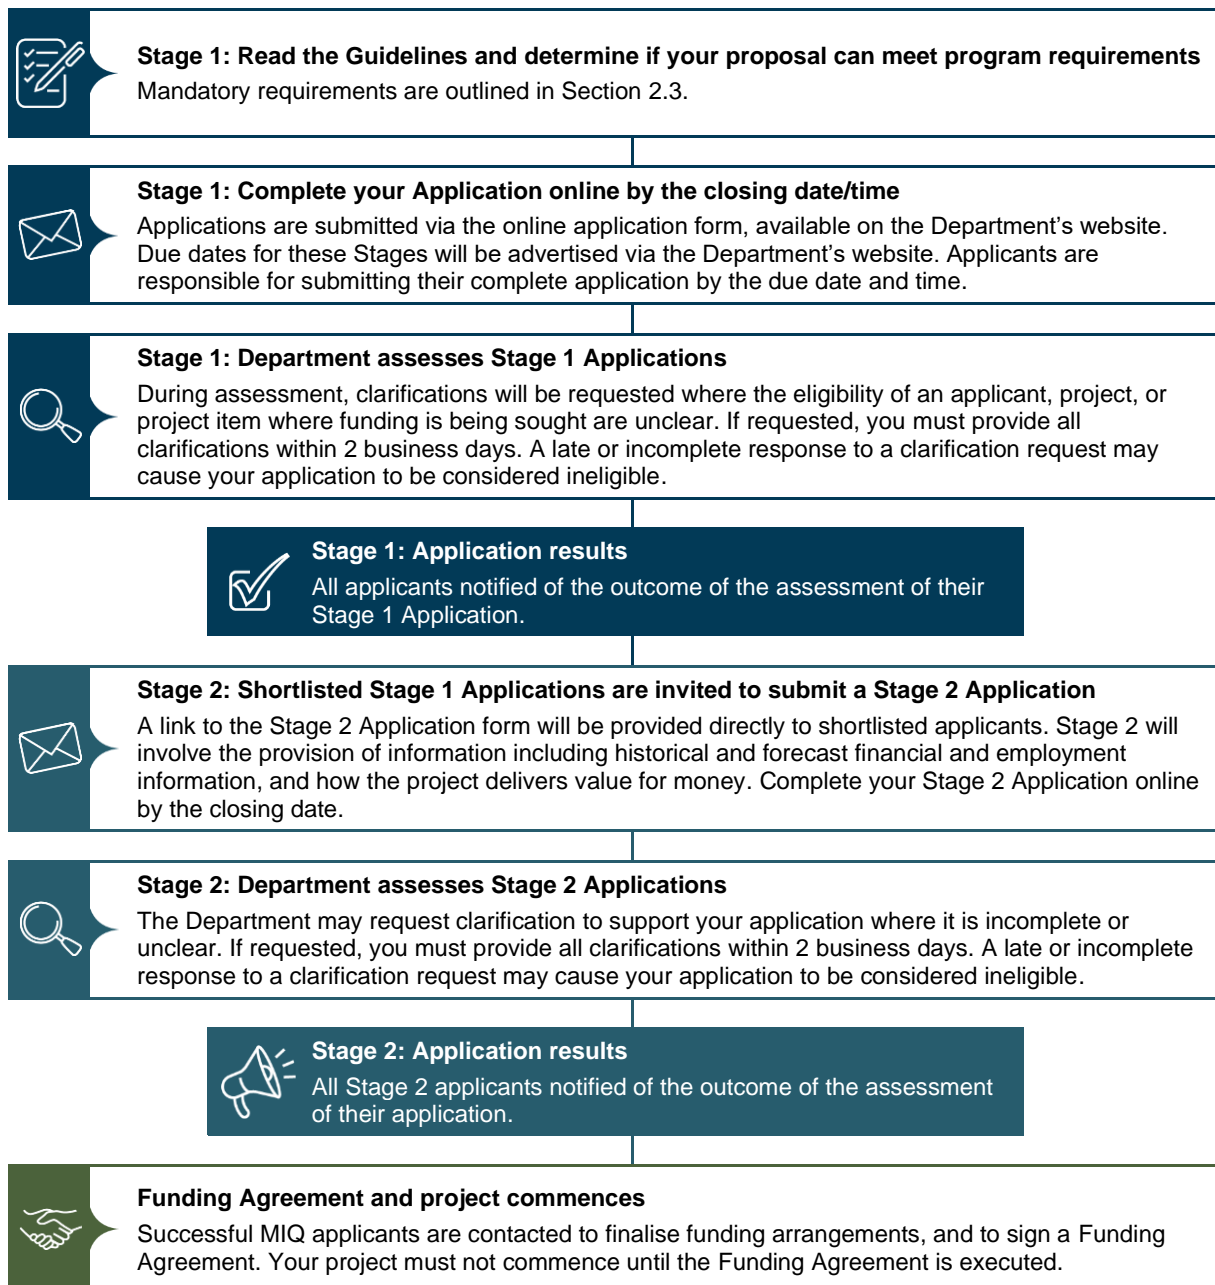 Stage 1: Read the Guidelines and determine if your proposal can meet program requirements
Mandatory requirements are outlined in Section 2.3.
Stage 1: Complete your Application online by the closing date/time
Applications are submitted via the online application form, available on the Department’s website.
Due dates for these Stages will be advertised via the Department’s website. Applicants are
responsible for submitting their complete application by the due date and time.
Stage 1: Department assesses Stage 1 Applications
During assessment, clarifications will be requested where the eligibility of an applicant, project, or
project item where funding is being sought are unclear. If requested, you must provide all
clarifications within 2 business days. A late or incomplete response to a clarification request may
cause your application to be considered ineligible.
Stage 1: Application results
All applicants notified of the outcome of the assessment of their
Stage 1 Application.
Stage 2: Shortlisted Stage 1 Applications are invited to submit a Stage 2 Application
A link to the Stage 2 Application form will be provided directly to shortlisted applicants. Stage 2 will
involve the provision of information including historical and forecast financial and employment
information, and how the project delivers value for money. Complete your Stage 2 Application online
by the closing date.
Stage 2: Department assesses Stage 2 Applications
The Department may request clarification to support your application where it is incomplete or
unclear. If requested, you must provide all clarifications within 2 business days. A late or incomplete
response to a clarification request may cause your application to be considered ineligible.
Stage 2: Application results
All Stage 2 applicants notified of the outcome of the assessment
of their application.
Funding Agreement and project commences
Successful MIQ applicants are contacted to finalise funding arrangements, and to sign a Funding
Agreement. Your project must not commence until the Funding Agreement is executed.